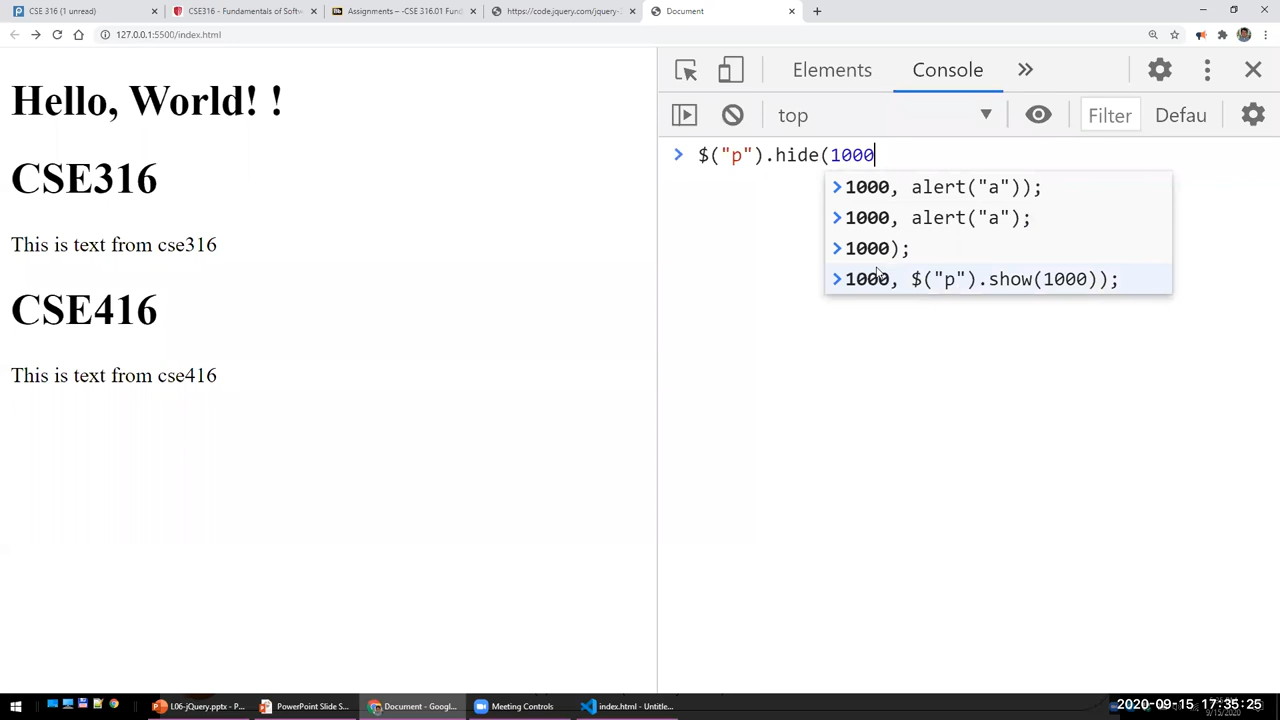 CSE 316 (1 unread)
CSE316 - Fundamentals of Softw
Assignments – -CSE 316.01 Fund
https://code.jquery.com/jquery-
Document
127.0.0.1:5500/index.html
Hello, World! !
CSE316
This is text from cse316
CSE416
This is text from cse416
Elements
Console
top
Filter
Defau
> $("p").hide(1000
>1000, alert("a"));
>1000, alert("a");
>1000);
>1000, $("p").show(1000));
L06-jQuery.pptx - P...
PowerPoint Slide S...
Document - Googl...
Meeting Controls
index.html - Untitle...
2020-09-15 17:35:25
9/15/2020